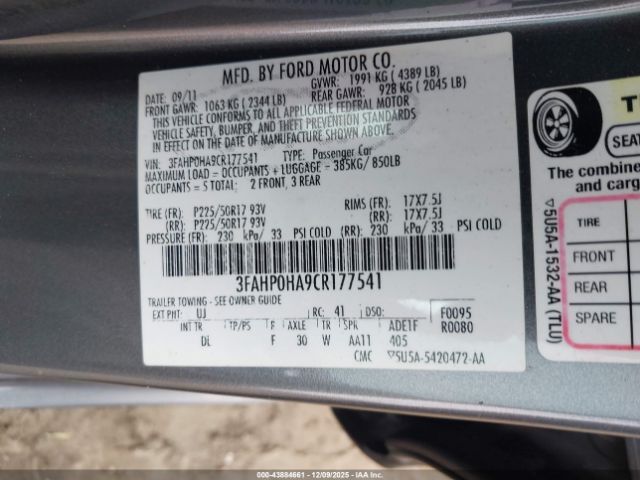 MFD. BY FORD MOTOR CO.
DATE: 09/11 GVWR: 1991 KG ( 4389 LB)
FRONT GAWR: 1063 KG ( 2344 LB) REAR GAWR: 928 KG ( 2045 LB)
THIS VEHICLE CONFORMS TO ALL APPLICABLE FEDERAL MOTOR
VEHICLE SAFETY, BUMPER, AND THEFT PREVENTION STANDARDS
IN EFFECT ON THE DATE OF MANUFACTURE SHOWN ABOVE.
VIN: 3FAHP0HA9CR177541 TYPE: Passenger Car
MAXIMUM LOAD = OCCUPANTS + LUGGAGE = 385KG/ 850LB
OCCUPANTS = 5 TOTAL: 2 FRONT, 3 REAR
TIRE (FR): P225/50R17 93V RIMS (FR): 17X7.5J
(RR): P225/50R17 93V (RR): 17X7.5J
PRESSURE (FR): 230 kPa/ 33 PSI COLD (RR): 230 kPa/ 33 PSI COLD
3FAHP0HA9CR177541
TRAILER TOWING - SEE OWNER GUIDE
EXT PNT: UJ RC: 41 DSO: F0095
INT TR TP/PS R AXLE TR SPR ADE1F R0080
DL F 30 W AA11 405
CMC 5U5A-5420472-AA
T
SEAT
The combine
and carg
TIRE
FRONT
REAR
SPARE
5U5A-1532-AA (TLU)
000-43884661 - 12/09/2025 - IAAI.COM